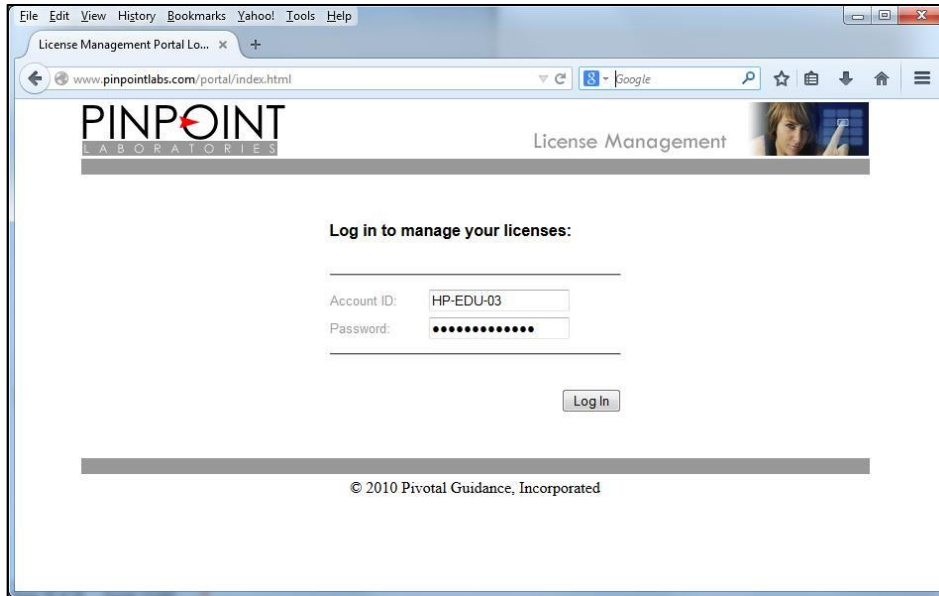 File Edit View History Bookmarks Yahoo! Tools Help
License Management Portal Lo...
www.pinpointlabs.com/portal/index.html
Google
PINPOINT
LABORATORIES
License Management
Log in to manage your licenses:
Account ID: HP-EDU-03
Password: •••••••••••••
Log In
© 2010 Pivotal Guidance, Incorporated